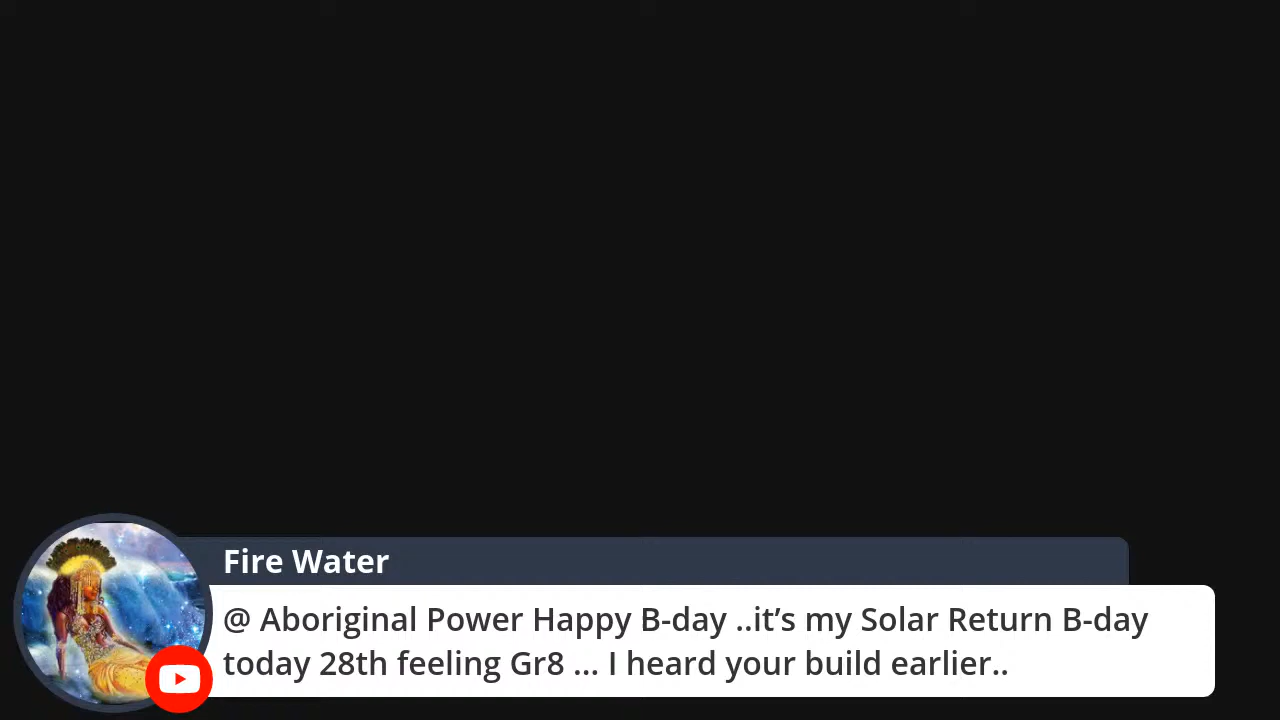 Fire Water
@ Aboriginal Power Happy B-day ..it’s my Solar Return B-day
today 28th feeling Gr8 ... I heard your build earlier..